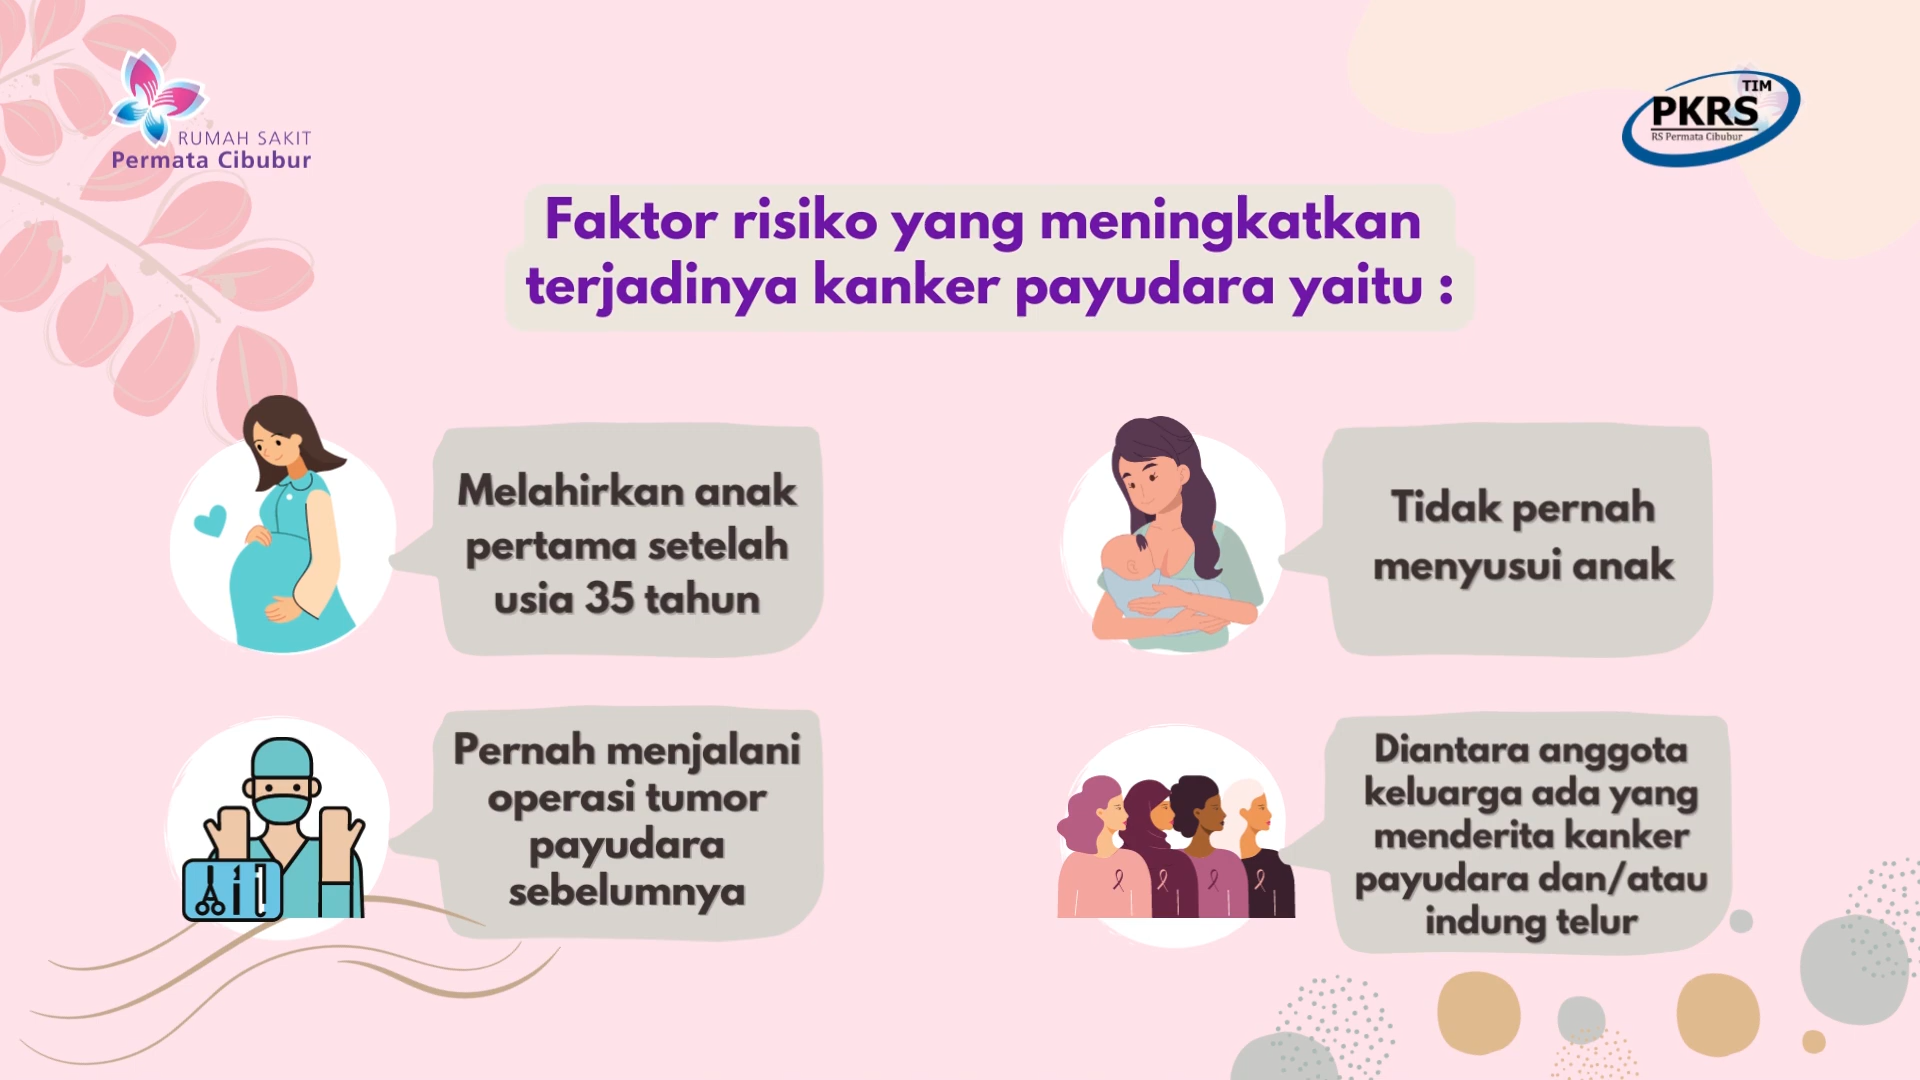 RUMAH SAKIT
Permata Cibubur
TIM
PKRS
RS Permata Cibubur
Faktor risiko yang meningkatkan
terjadinya kanker payudara yaitu :
Melahirkan anak
pertama setelah
usia 35 tahun
Tidak pernah
menyusui anak
Pernah menjalani
operasi tumor
payudara
sebelumnya
Diantara anggota
keluarga ada yang
menderita kanker
payudara dan/atau
indung telur